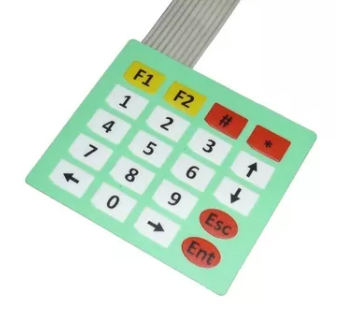 F1 F2 # *
1 2 3 ↑
4 5 6 ↓
7 8 9 Esc
← 0 → Ent